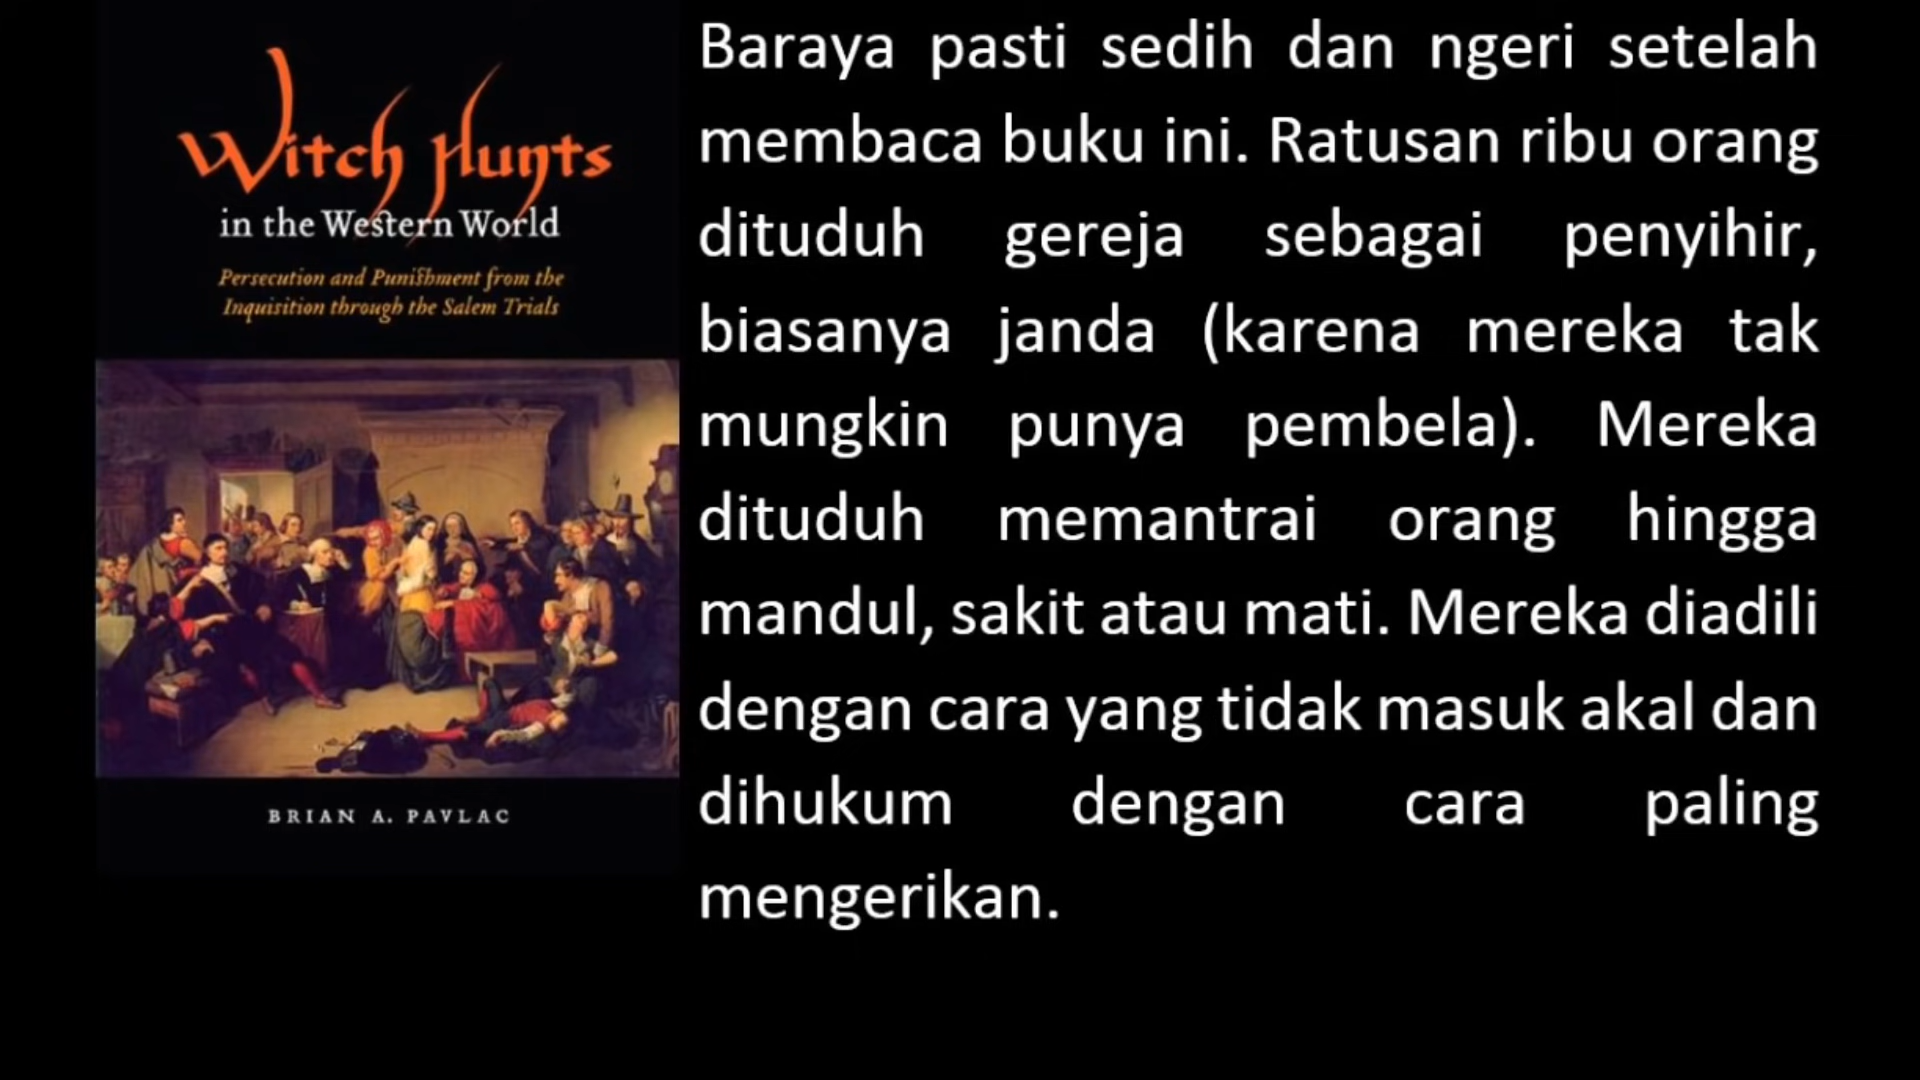 Witch Hunts
in the Western World
Persecution and Punishment from the
Inquisition through the Salem Trials
BRIAN A. PAVLAC
Baraya pasti sedih dan ngeri setelah
membaca buku ini. Ratusan ribu orang
dituduh gereja sebagai penyihir,
biasanya janda (karena mereka tak
mungkin punya pembela). Mereka
dituduh memantrai orang hingga
mandul, sakit atau mati. Mereka diadili
dengan cara yang tidak masuk akal dan
dihukum dengan cara paling
mengerikan.